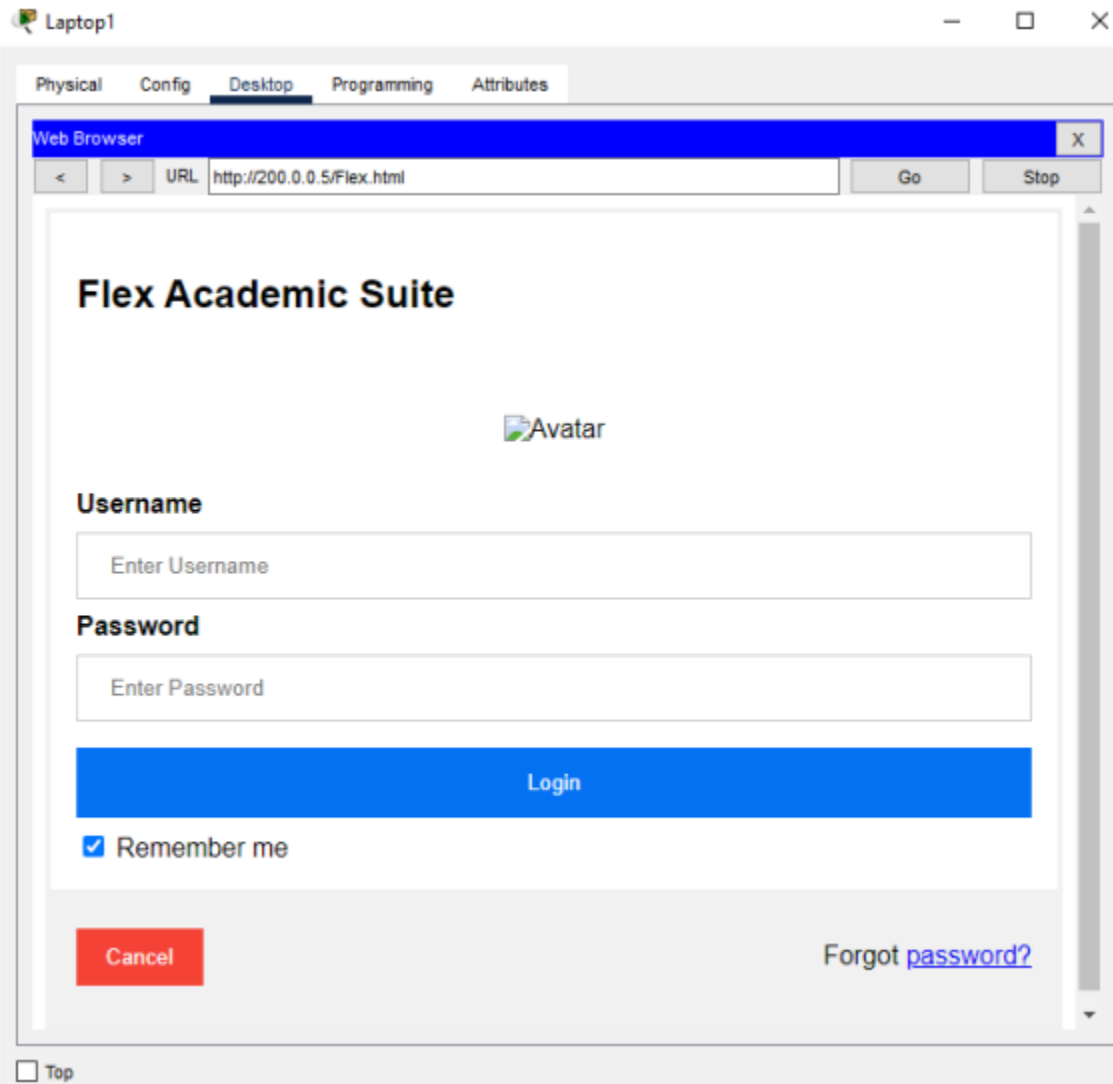 Laptop1
Physical Config Desktop Programming Attributes
Web Browser X
< > URL http://200.0.0.5/Flex.html Go Stop
Flex Academic Suite
Avatar
Username
Enter Username
Password
Enter Password
Login
Remember me
Cancel Forgot password?
Top